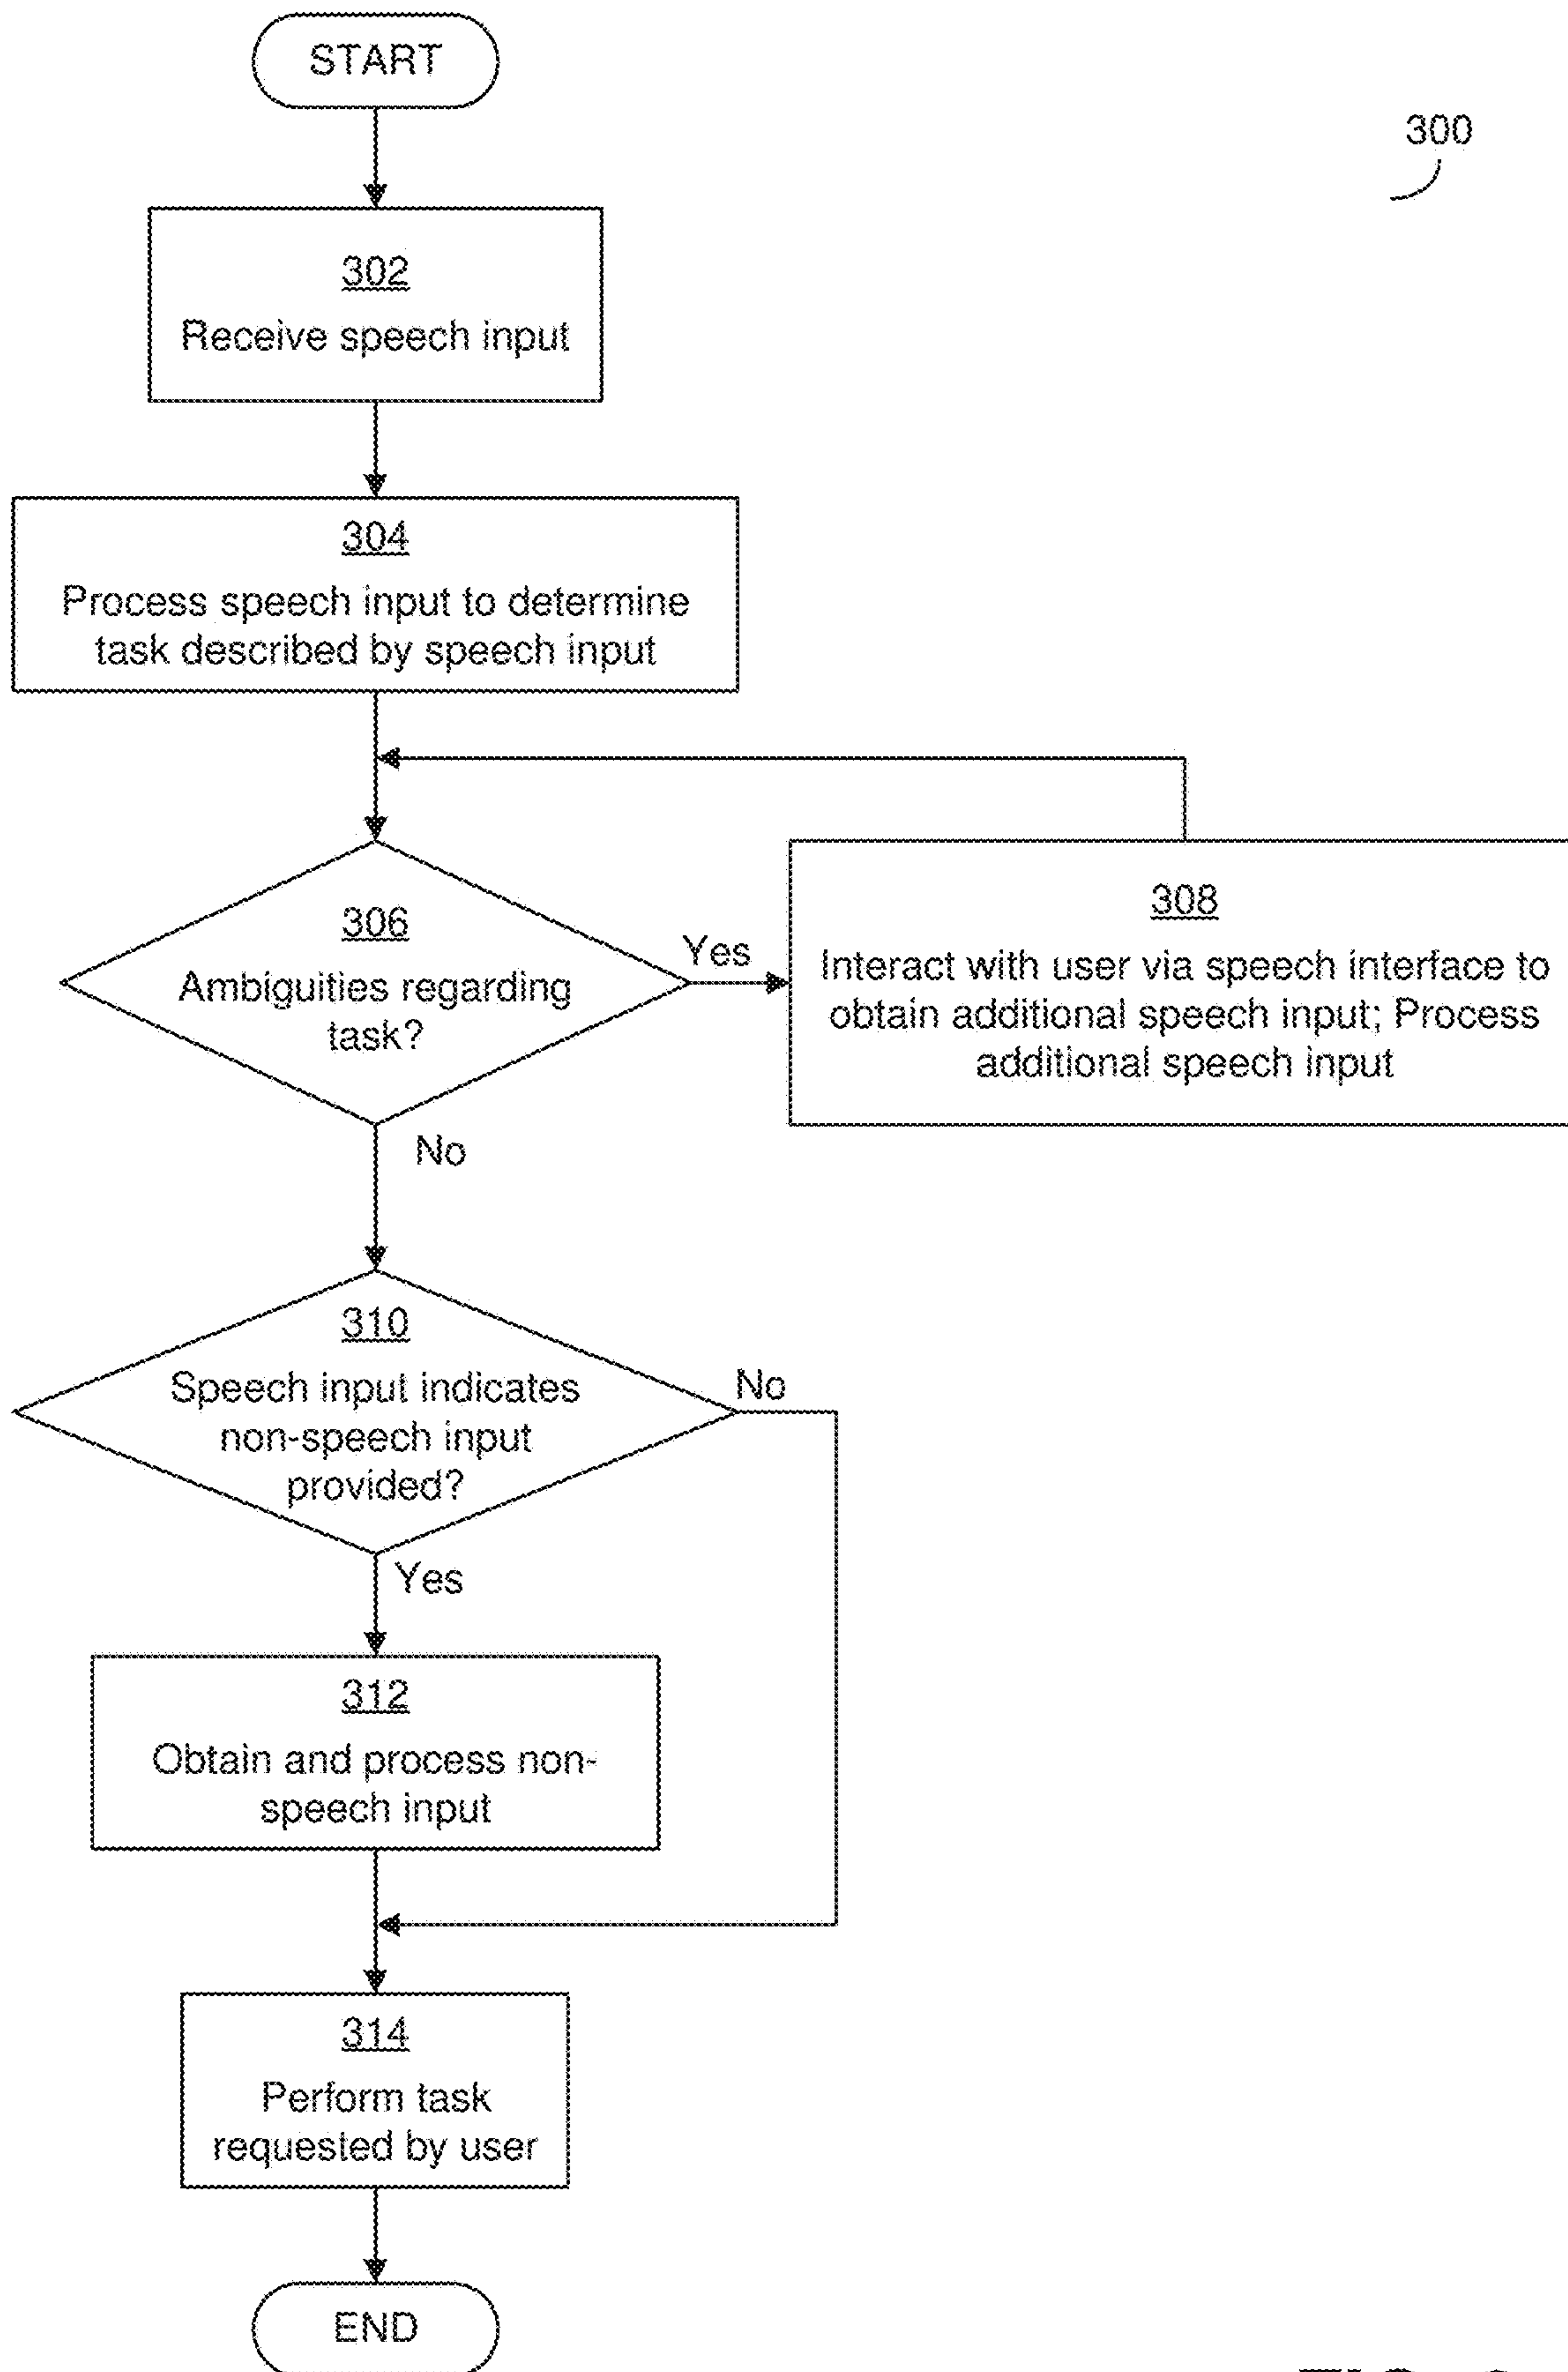 START
300
302
Receive speech input
304
Process speech input to determine
task described by speech input
306
Ambiguities regarding
task?
Yes
308
Interact with user via speech interface to
obtain additional speech input; Process
additional speech input
No
310
Speech input indicates
non-speech input
provided?
No
Yes
312
Obtain and process non-
speech input
314
Perform task
requested by user
END